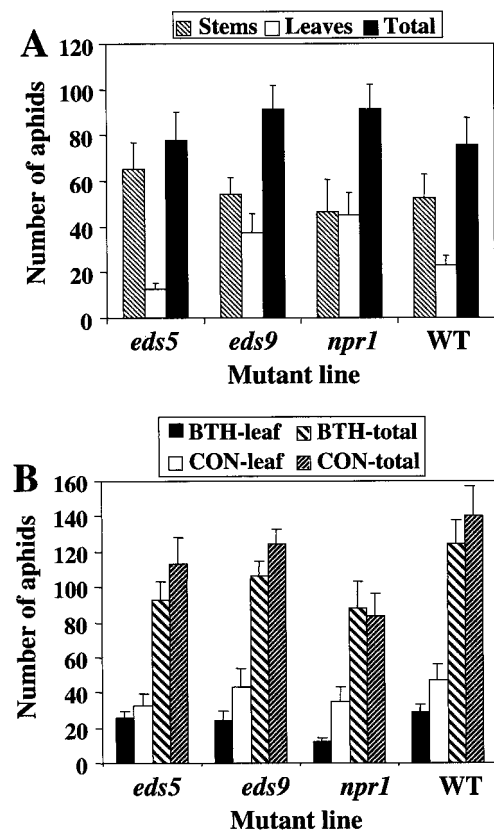 Stems Leaves Total
A
120
100
80
60
40
20
0
Number of aphids
eds5 eds9 npr1 WT
Mutant line
BTH-leaf BTH-total
CON-leaf CON-total
B
160
140
120
100
80
60
40
20
0
Number of aphids
eds5 eds9 npr1 WT
Mutant line